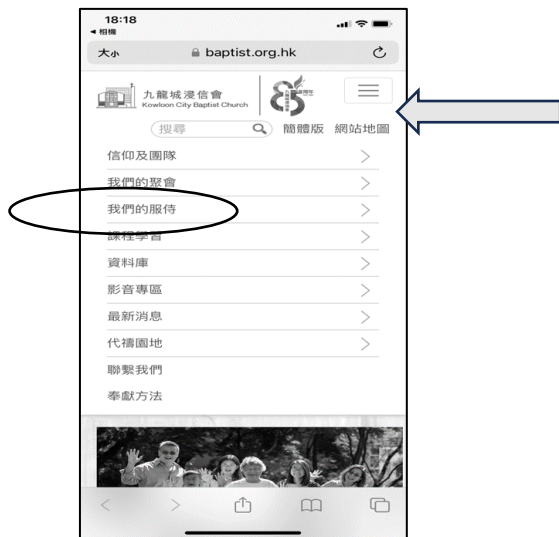 18:18
◄ 相機
大小 baptist.org.hk
九龍城浸信會
Kowloon City Baptist Church
85
搜尋 簡體版 網站地圖
信仰及團隊
我們的聚會
我們的服侍
課程學習
資料庫
影音專區
最新消息
代禱園地
聯繫我們
奉獻方法